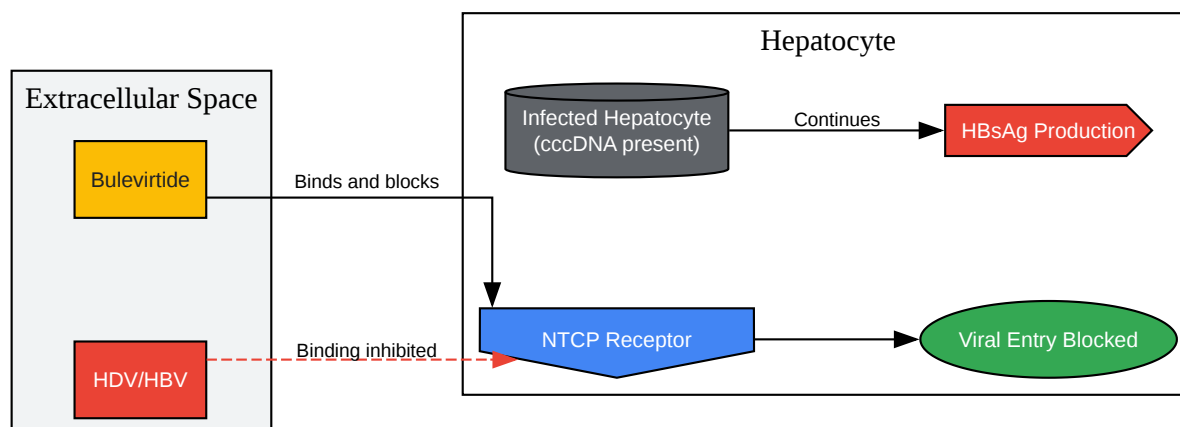 Hepatocyte
Extracellular Space
Infected Hepatocyte
(cccDNA present)
Continues
HBsAg Production
Bulevirtide
Binds and blocks
NTCP Receptor
Viral Entry Blocked
Binding inhibited
HDV/HBV